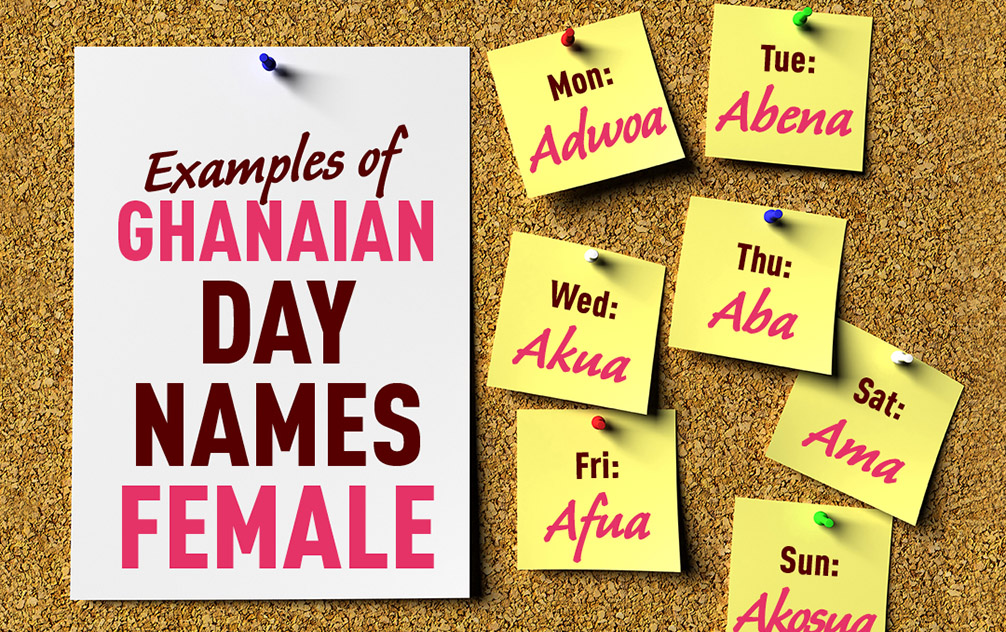 Examples of
GHANAIAN
DAY
NAMES
FEMALE
Mon:
Adwoa
Tue:
Abena
Wed:
Akua
Thu:
Aba
Fri:
Afua
Sat:
Ama
Sun:
Akosua